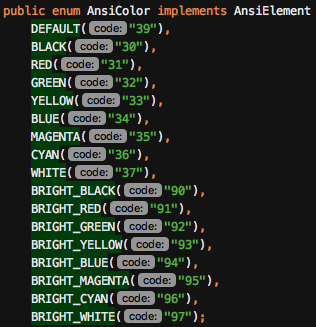 public enum AnsiColor implements AnsiElement
DEFAULT( code: "39"),
BLACK( code: "30"),
RED( code: "31"),
GREEN( code: "32"),
YELLOW( code: "33"),
BLUE( code: "34"),
MAGENTA( code: "35"),
CYAN( code: "36"),
WHITE( code: "37"),
BRIGHT_BLACK( code: "90"),
BRIGHT_RED( code: "91"),
BRIGHT_GREEN( code: "92"),
BRIGHT_YELLOW( code: "93"),
BRIGHT_BLUE( code: "94"),
BRIGHT_MAGENTA( code: "95"),
BRIGHT_CYAN( code: "96"),
BRIGHT_WHITE( code: "97");